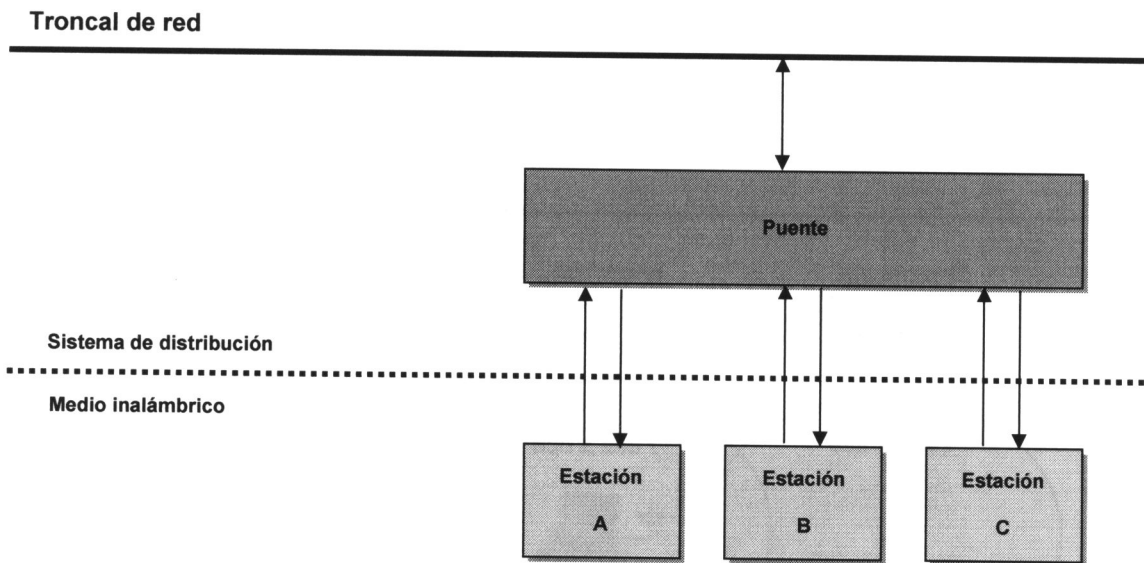 Troncal de red
Puente
Sistema de distribución
Medio inalámbrico
Estación
A
Estación
B
Estación
C